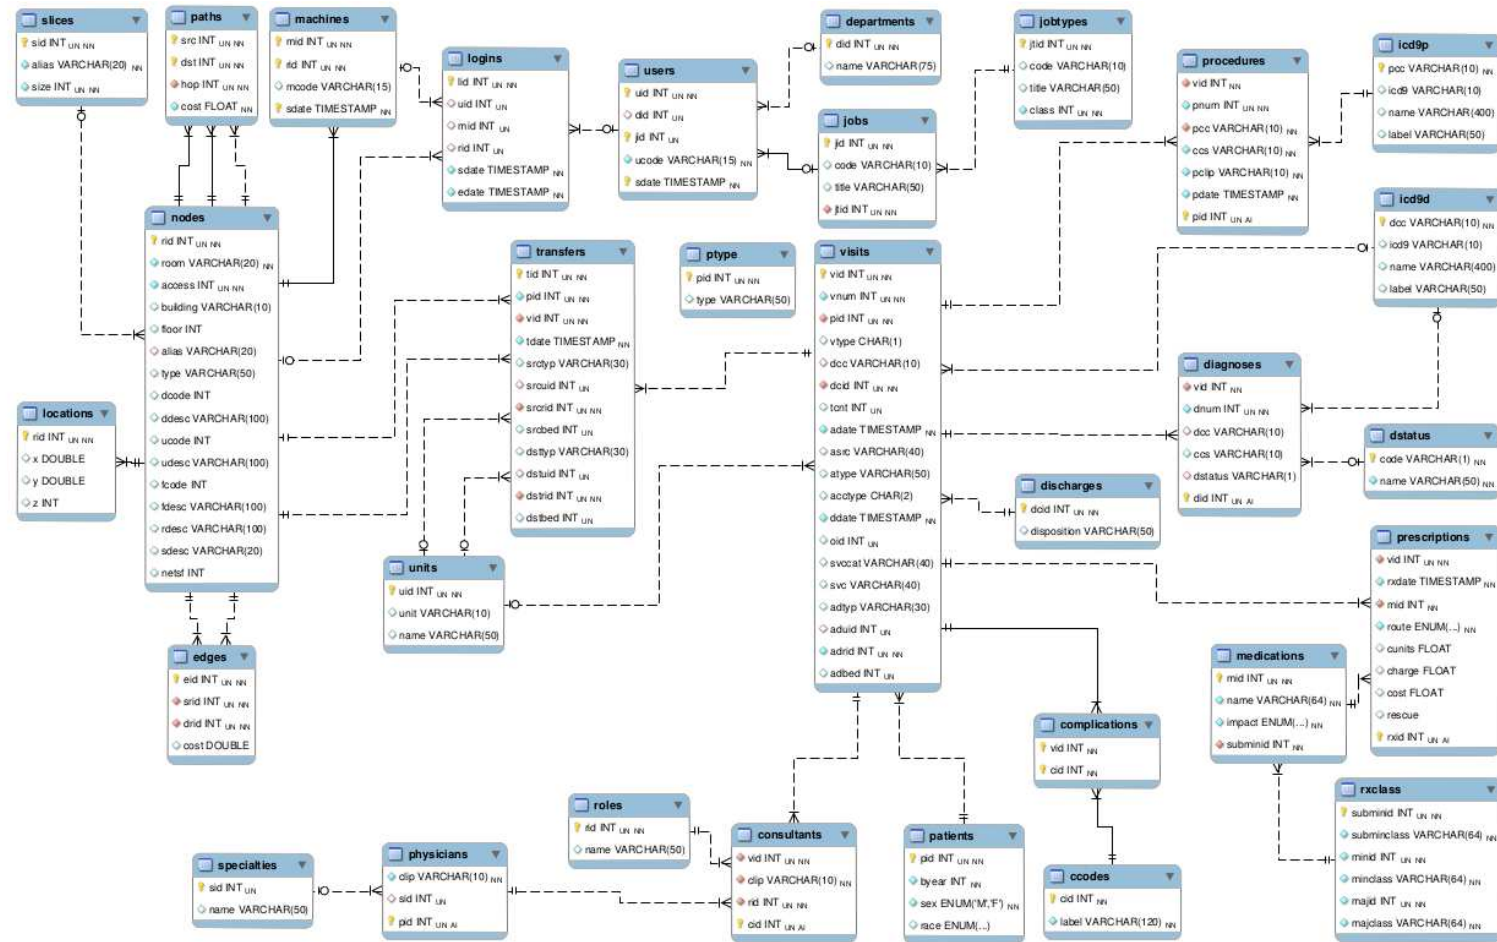 slices
sid INT UN NN
alias VARCHAR(20) NN
size INT UN NN
paths
src INT UN NN
dst INT UN NN
hop INT UN NN
cost FLOAT NN
machines
mid INT UN NN
rid INT UN NN
mcode VARCHAR(15)
sdate TIMESTAMP NN
logins
lid INT UN NN
uid INT UN
mid INT UN
rid INT UN
sdate TIMESTAMP NN
edate TIMESTAMP NN
users
uid INT UN NN
did INT UN
jid INT UN
ucode VARCHAR(15) NN
sdate TIMESTAMP NN
departments
did INT UN NN
name VARCHAR(75)
jobs
jid INT UN NN
code VARCHAR(10)
title VARCHAR(50)
jtid INT UN NN
jobtypes
jtid INT UN NN
code VARCHAR(10)
title VARCHAR(50)
class INT UN NN
procedures
vid INT NN
pnum INT UN NN
pcc VARCHAR(10) NN
ccs VARCHAR(10) NN
pclip VARCHAR(10) NN
pdate TIMESTAMP NN
pid INT UN AI
icd9p
pcc VARCHAR(10) NN
icd9 VARCHAR(10)
name VARCHAR(400)
label VARCHAR(50)
icd9d
dcc VARCHAR(10) NN
icd9 VARCHAR(10)
name VARCHAR(400)
label VARCHAR(50)
nodes
rid INT UN NN
room VARCHAR(20) NN
access INT UN NN
building VARCHAR(10)
floor INT
alias VARCHAR(20)
type VARCHAR(50)
dcode INT
ddesc VARCHAR(100)
ucode INT
udesc VARCHAR(100)
fcode INT
fdesc VARCHAR(100)
rdesc VARCHAR(100)
sdesc VARCHAR(20)
netsf INT
transfers
tid INT UN NN
pid INT UN NN
vid INT UN NN
tdate TIMESTAMP NN
srctyp VARCHAR(30)
srcuid INT UN
srcrid INT UN NN
srcbed INT UN
dsttyp VARCHAR(30)
dstuid INT UN
dstrid INT UN NN
dstbed INT UN
ptype
pid INT UN NN
type VARCHAR(50)
visits
vid INT UN NN
vnum INT UN NN
pid INT UN NN
vtype CHAR(1)
dcc VARCHAR(10)
dcid INT UN NN
tcnt INT UN
adate TIMESTAMP NN
asrc VARCHAR(40)
atype VARCHAR(50)
acctype CHAR(2)
ddate TIMESTAMP NN
oid INT UN
svccat VARCHAR(40)
svc VARCHAR(40)
adtyp VARCHAR(30)
aduid INT UN
adrid INT UN NN
adbed INT UN
diagnoses
vid INT NN
dnum INT UN NN
dcc VARCHAR(10)
ccs VARCHAR(10)
dstatus VARCHAR(1)
did INT UN AI
dstatus
code VARCHAR(1) NN
name VARCHAR(50) NN
locations
rid INT UN NN
x DOUBLE
y DOUBLE
z INT
discharges
dcid INT UN NN
disposition VARCHAR(50)
prescriptions
vid INT UN NN
rxdate TIMESTAMP NN
mid INT NN
route ENUM(...) NN
cunits FLOAT
charge FLOAT
cost FLOAT
rescue
rxid INT UN AI
units
uid INT UN NN
unit VARCHAR(10)
name VARCHAR(50)
edges
eid INT UN NN
srid INT UN NN
drid INT UN NN
cost DOUBLE
medications
mid INT UN NN
name VARCHAR(64) NN
impact ENUM(...) NN
subminid INT NN
complications
vid INT NN
cid INT NN
rxclass
subminid INT UN NN
subminclass VARCHAR(64) NN
minid INT UN NN
minclass VARCHAR(64) NN
majid INT UN NN
majclass VARCHAR(64) NN
roles
rid INT UN NN
name VARCHAR(50)
consultants
vid INT UN NN
clip VARCHAR(10) NN
rid INT UN NN
cid INT UN AI
patients
pid INT UN NN
byear INT NN
sex ENUM('M','F') NN
race ENUM(...)
ccodes
cid INT NN
label VARCHAR(120) NN
physicians
clip VARCHAR(10) NN
sid INT UN
pid INT UN AI
specialties
sid INT UN
name VARCHAR(50)